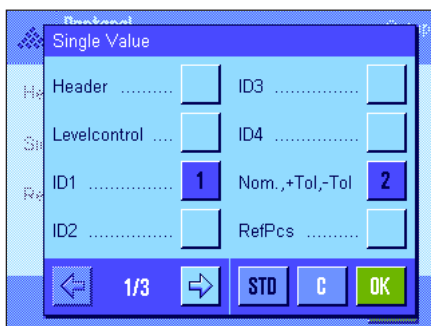 Single Value
Header ..........
Levelcontrol ....
ID1 ................ 1
ID2 ................
ID3 ................
ID4 ................
Nom.,+Tol,-Tol 2
RefPcs ..........
1/3 STD C OK